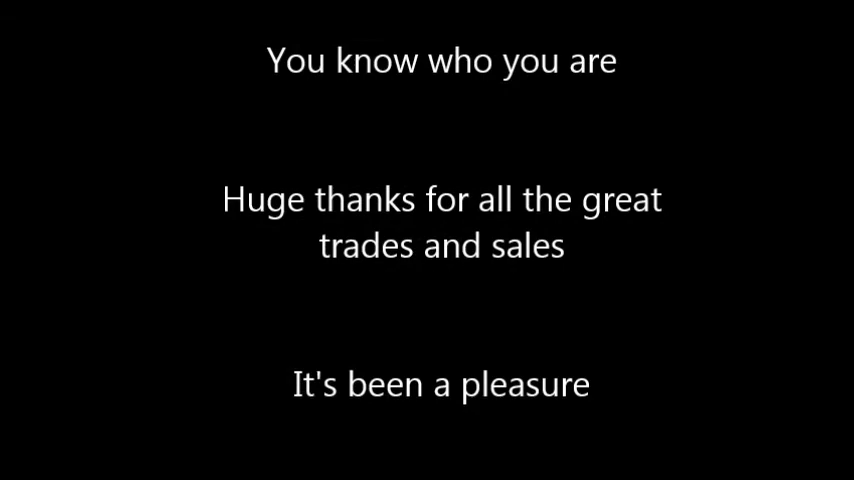 You know who you are
Huge thanks for all the great
trades and sales
It's been a pleasure